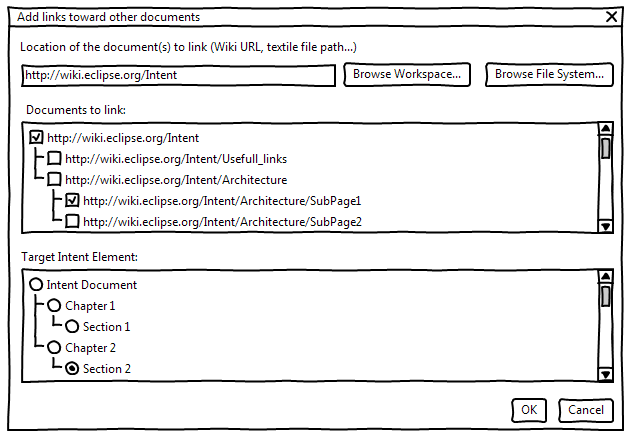 Add links toward other documents
Location of the document(s) to link (Wiki URL, textile file path...)
http://wiki.eclipse.org/Intent Browse Workspace... Browse File System...
Documents to link:
http://wiki.eclipse.org/Intent
http://wiki.eclipse.org/Intent/Usefull_links
http://wiki.eclipse.org/Intent/Architecture
http://wiki.eclipse.org/Intent/Architecture/SubPage1
http://wiki.eclipse.org/Intent/Architecture/SubPage2
Target Intent Element:
Intent Document
Chapter 1
Section 1
Chapter 2
Section 2
OK Cancel